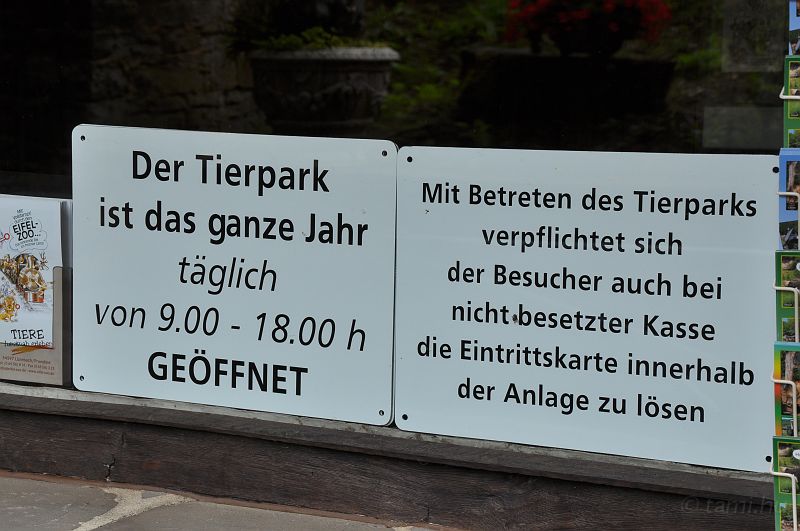 Der Tierpark
ist das ganze Jahr
täglich
von 9.00 - 18.00 h
GEÖFFNET
Mit Betreten des Tierparks
verpflichtet sich
der Besucher auch bei
nicht besetzter Kasse
die Eintrittskarte innerhalb
der Anlage zu lösen
EIFEL-
ZOO...
TIERE